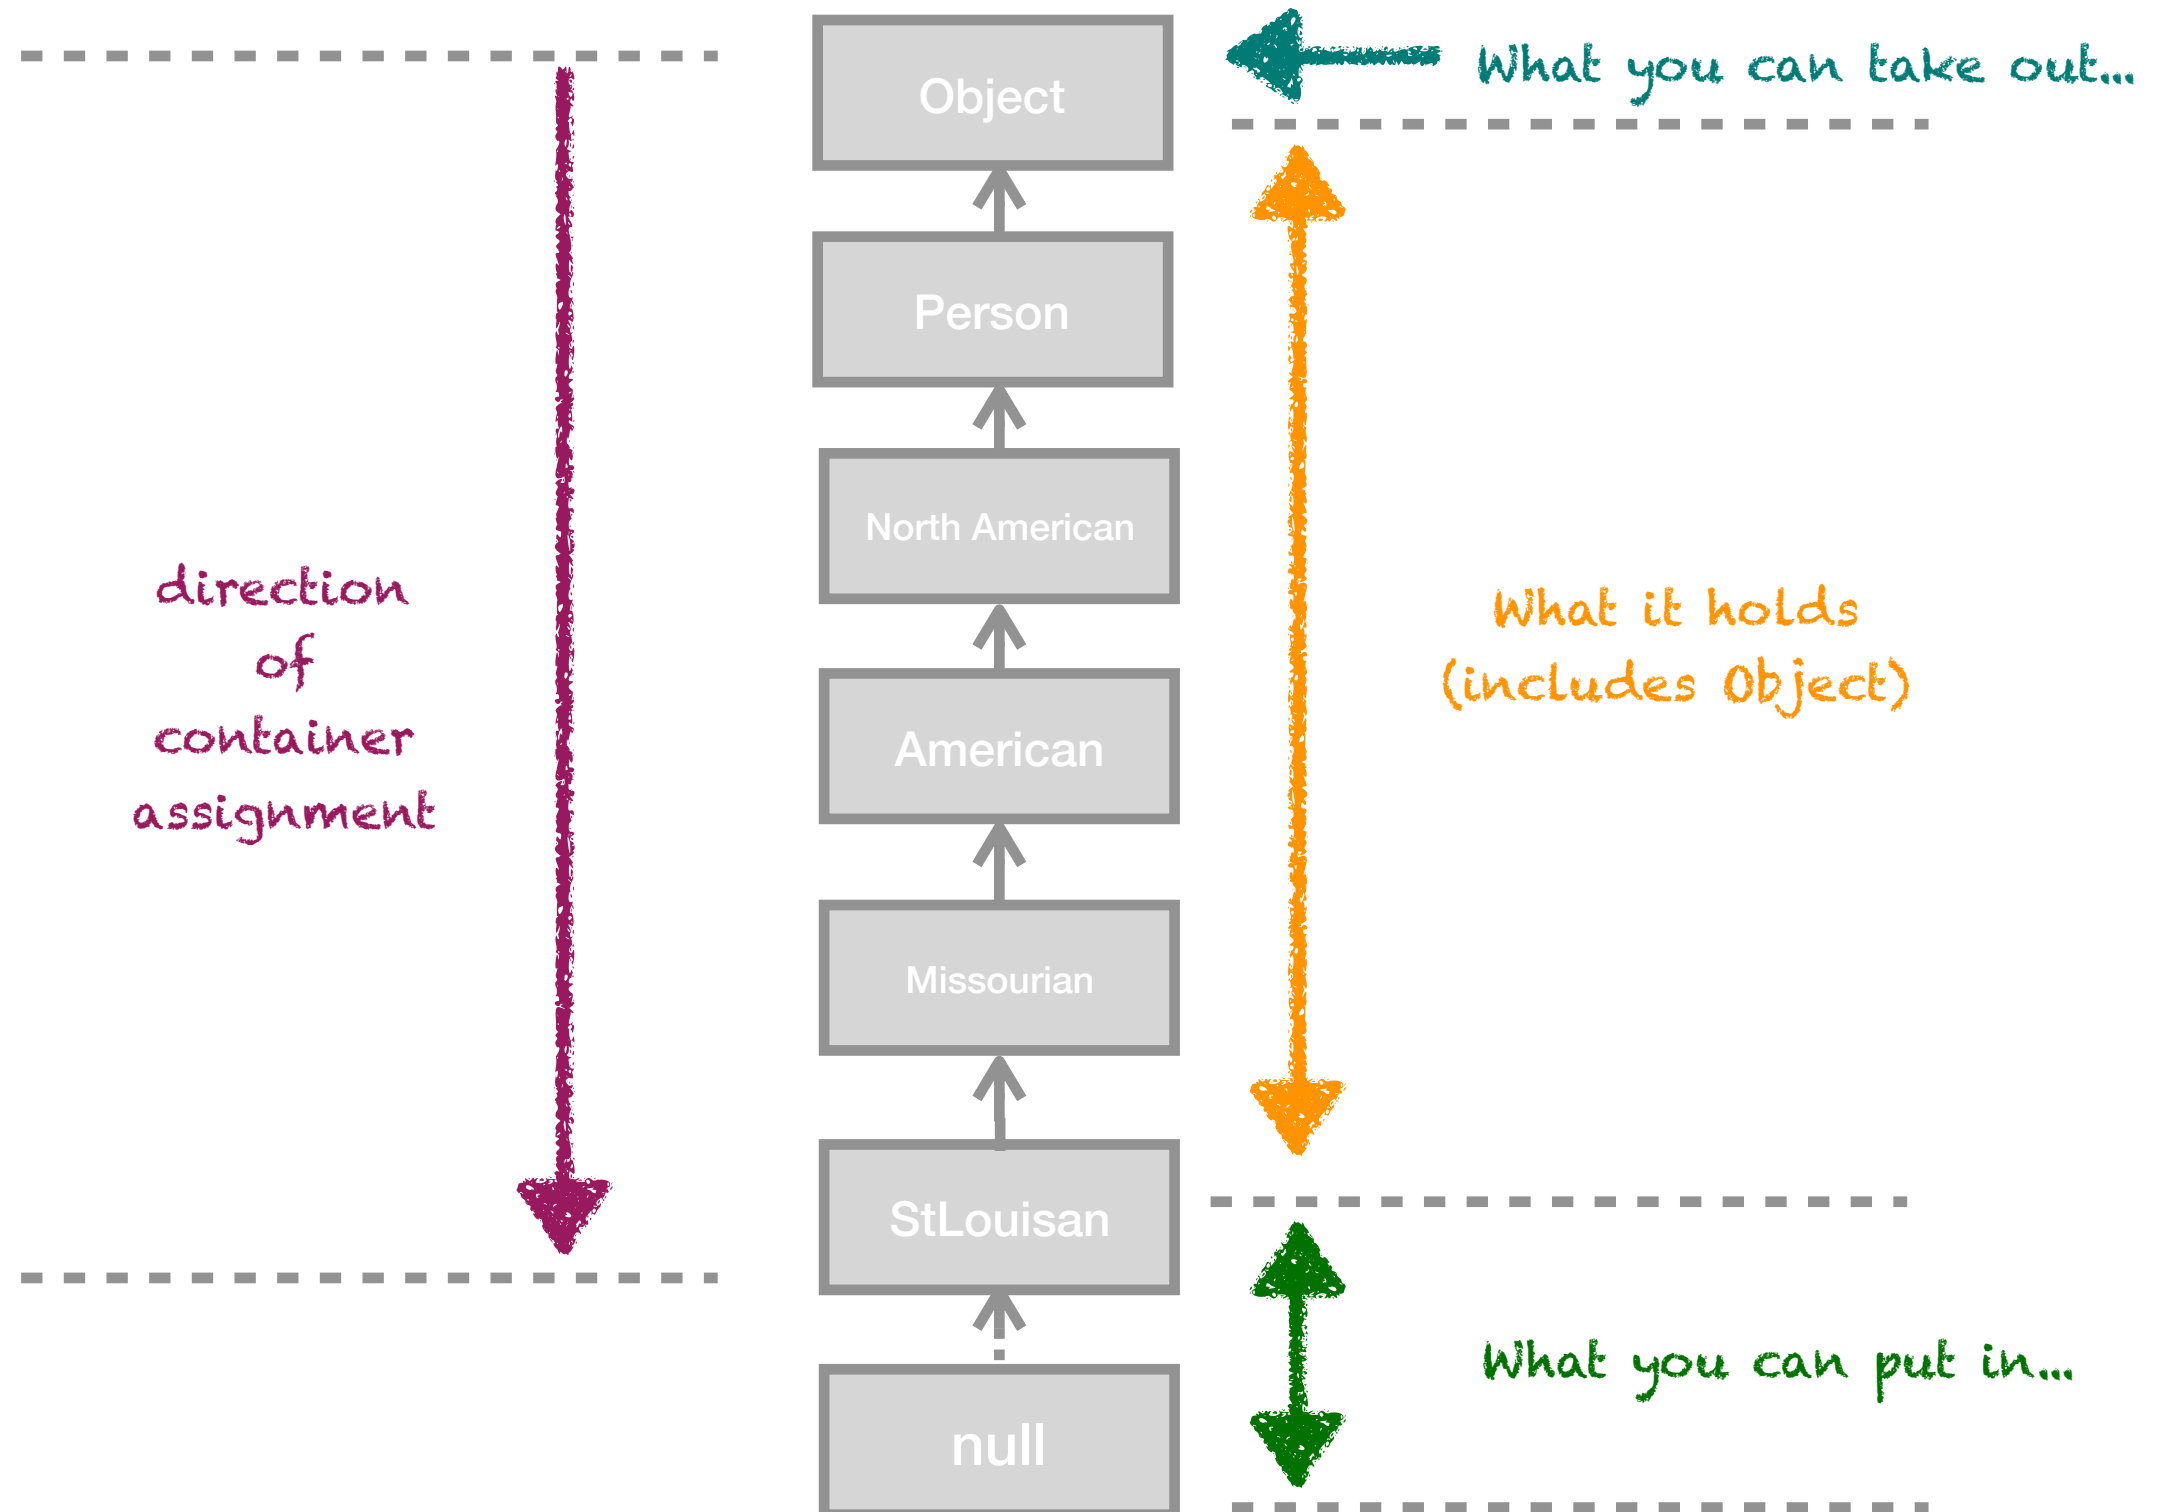 What you can take out...
Object
Person
North American
direction
of
container
assignment
What it holds
(includes Object)
American
Missourian
StLouisan
What you can put in...
null